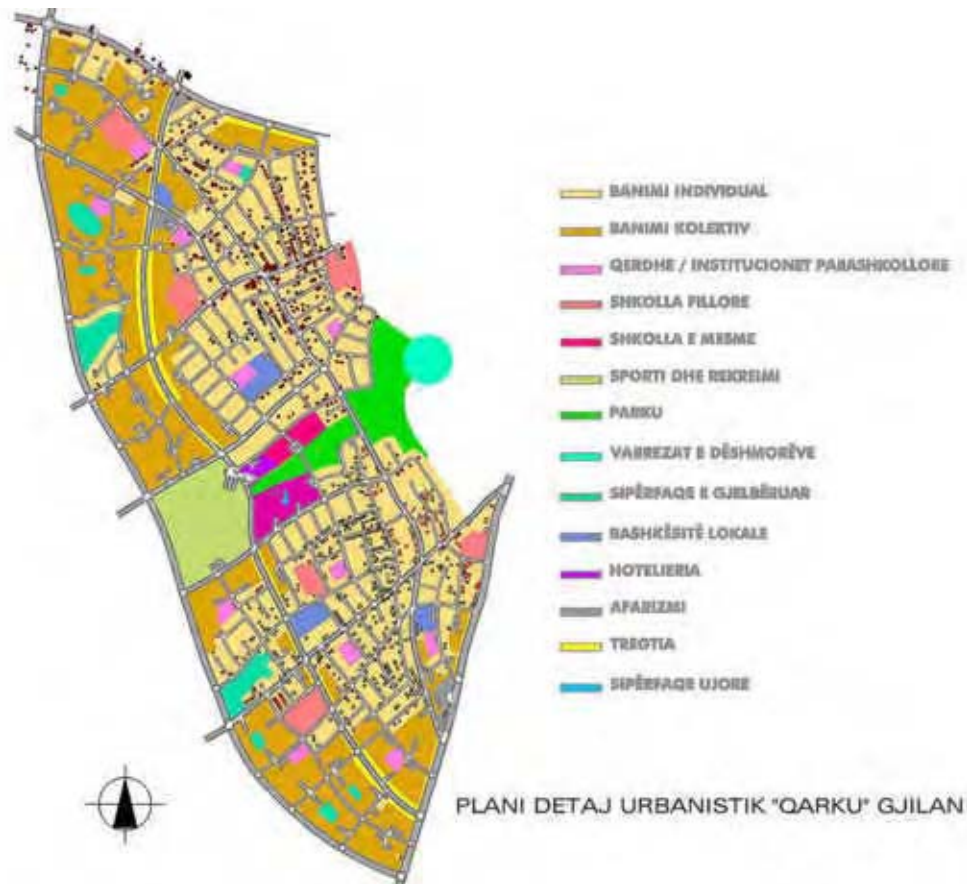 BANIMI INDIVIDUAL
BANIMI KOLEKTIV
QERDHE / INSTITUCIONET PARASHKOLLORE
SHKOLLA FILLORE
SHKOLLA E MESME
SPORTI DHE REKREIMI
PARKU
VARREZAT E DËSHMORËVE
SIPËRFAQE E GJELBËRUAR
BASHKËSITË LOKALE
HOTELIERIA
AFARIZMI
TREGTIA
SIPËRFAQE UJORE
PLANI DETAJ URBANISTIK "QARKU" GJILAN